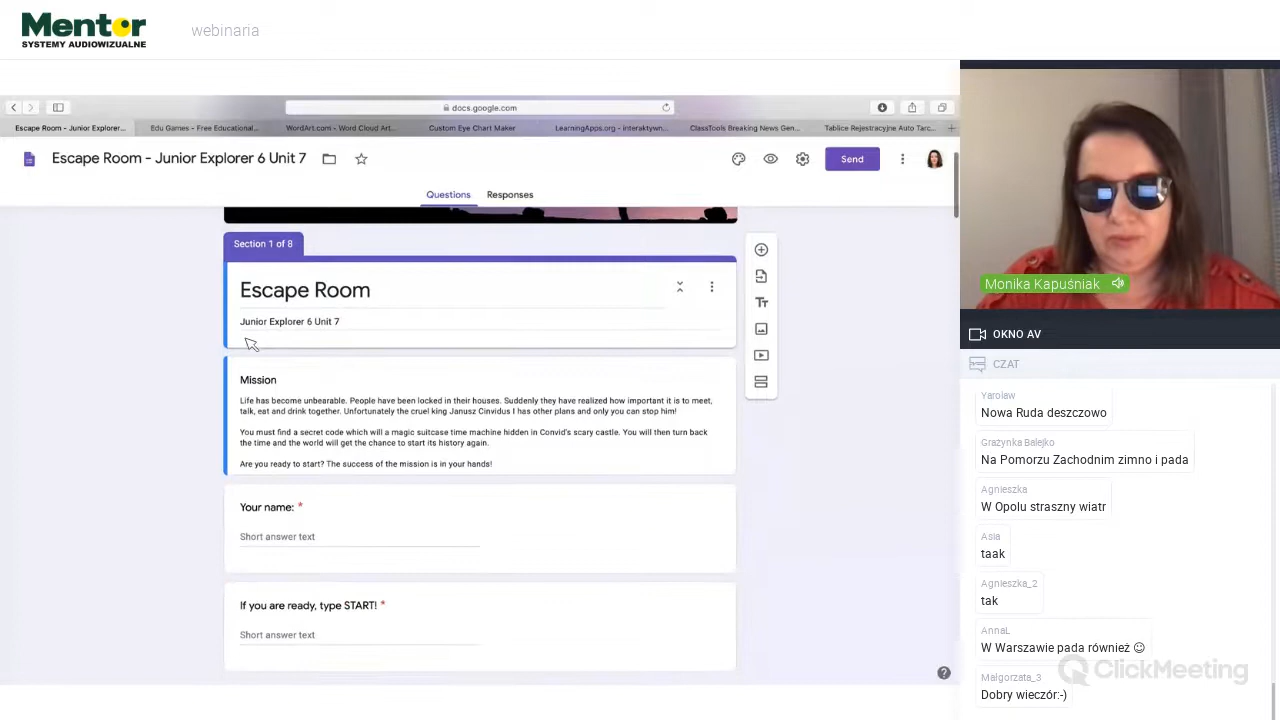 Mentor
SYSTEMY AUDIOWIZUALNE
webinaria
docs.google.com
Escape Room - Junior Explorer...
Edu Games - Free Educational...
WordArt.com - Word Cloud Art...
Custom Eye Chart Maker
LearningApps.org - interaktywn...
ClassTools Breaking News Gen...
Tablice Rejestracyjne Auto Tarc...
Escape Room - Junior Explorer 6 Unit 7
Send
Questions
Responses
Section 1 of 8
Escape Room
Junior Explorer 6 Unit 7
Mission
Life has become unbearable. People have been locked in their houses. Suddenly they have realized how important it is to meet,
talk, eat and drink together. Unfortunately the cruel king Janusz Cinvidus I has other plans and only you can stop him!
You must find a secret code which will a magic suitcase time machine hidden in Convid's scary castle. You will then turn back
the time and the world will get the chance to start its history again.
Are you ready to start? The success of the mission is in your hands!
Your name: *
Short answer text
If you are ready, type START! *
Short answer text
Monika Kapuśniak
OKNO AV
CZAT
Yarolaw
Nowa Ruda deszczowo
Grażynka Balejko
Na Pomorzu Zachodnim zimno i pada
Agnieszka
W Opolu straszny wiatr
Asia
taak
Agnieszka_2
tak
AnnaL
W Warszawie pada również ☺
Małgorzata_3
Dobry wieczór:-)
ClickMeeting